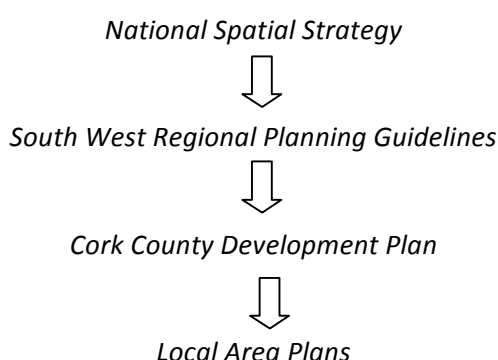 National Spatial Strategy
South West Regional Planning Guidelines
Cork County Development Plan
Local Area Plans